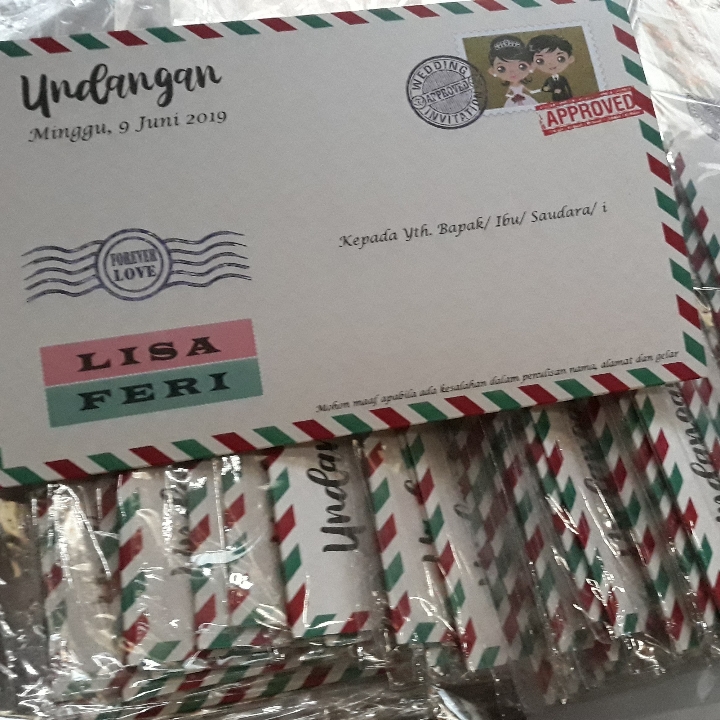 Undangan
Minggu, 9 Juni 2019
WEDDING
APPROVED
INVITATION
APPROVED
Kepada Yth. Bapak/ Ibu/ Saudara/ i
FOREVER
LOVE
LISA
FERI
Mohon maaf apabila ada kesalahan dalam penulisan nama, alamat dan gelar
Undan
Undangan